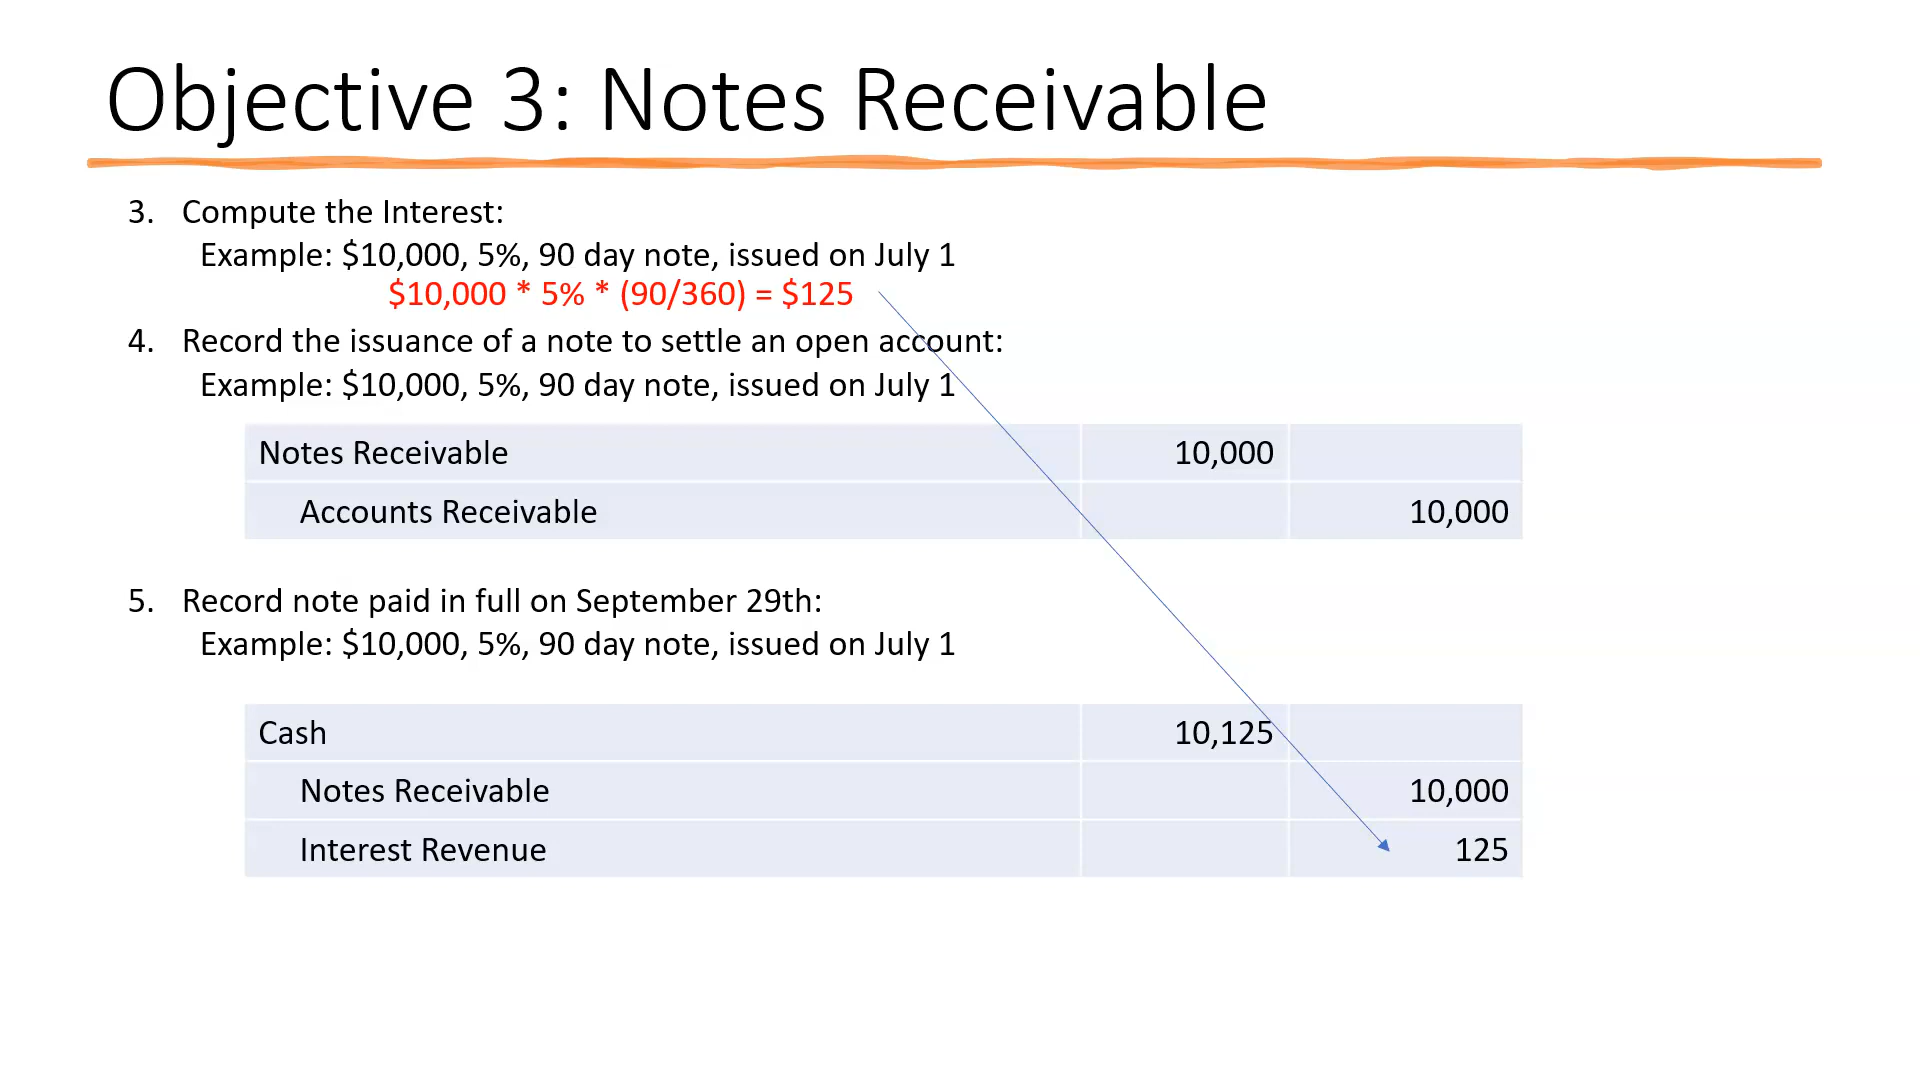 Objective 3: Notes Receivable
3. Compute the Interest:
Example: $10,000, 5%, 90 day note, issued on July 1
$10,000 * 5% * (90/360) = $125
4. Record the issuance of a note to settle an open account:
Example: $10,000, 5%, 90 day note, issued on July 1
Notes Receivable 10,000
Accounts Receivable 10,000
5. Record note paid in full on September 29th:
Example: $10,000, 5%, 90 day note, issued on July 1
Cash 10,125
Notes Receivable 10,000
Interest Revenue 125